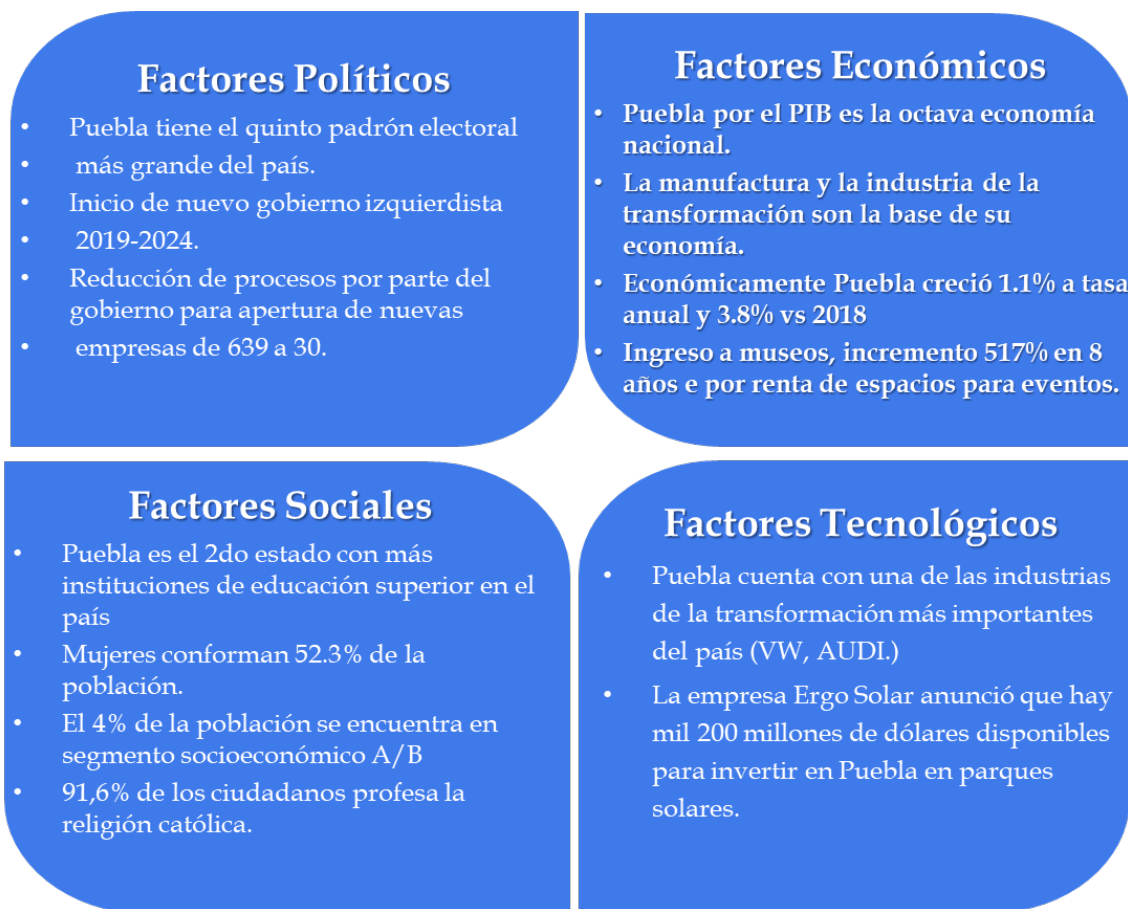 Factores Políticos
• Puebla tiene el quinto padrón electoral
• más grande del país.
• Inicio de nuevo gobierno izquierdista
• 2019-2024.
• Reducción de procesos por parte del
gobierno para apertura de nuevas
• empresas de 639 a 30.
Factores Económicos
• Puebla por el PIB es la octava economía
nacional.
• La manufactura y la industria de la
transformación son la base de su
economía.
• Económicamente Puebla creció 1.1% a tasa
anual y 3.8% vs 2018
• Ingreso a museos, incremento 517% en 8
años e por renta de espacios para eventos.
Factores Sociales
• Puebla es el 2do estado con más
instituciones de educación superior en el
país
• Mujeres conforman 52.3% de la
población.
• El 4% de la población se encuentra en
segmento socioeconómico A/B
• 91,6% de los ciudadanos profesa la
religión católica.
Factores Tecnológicos
• Puebla cuenta con una de las industrias
de la transformación más importantes
del país (VW, AUDI.)
• La empresa Ergo Solar anunció que hay
mil 200 millones de dólares disponibles
para invertir en Puebla en parques
solares.